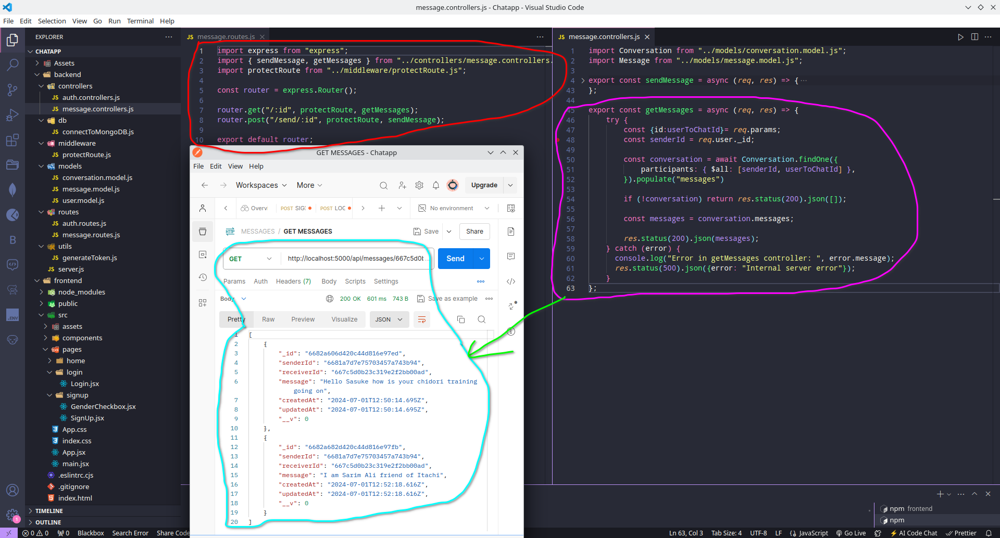 message.controllers.js - Chatapp - Visual Studio Code
File Edit Selection View Go Run Terminal Help
EXPLORER
CHATAPP
Assets
backend
controllers
JS auth.controllers.js
JS message.controllers.js
db
JS connectToMongoDB.js
middleware
JS protectRoute.js
models
JS conversation.model.js
JS message.model.js
JS user.model.js
routes
JS auth.routes.js
JS message.routes.js
utils
JS generateToken.js
JS server.js
frontend
node_modules
public
src
assets
components
pages
home
login
Login.jsx
signup
GenderCheckbox.jsx
SignUp.jsx
App.css
index.css
App.jsx
main.jsx
.eslintrc.cjs
.gitignore
index.html
TIMELINE
OUTLINE
B
.ENV
1
JS message.routes.js
1 import express from "express";
2 import { sendMessage, getMessages } from "../controllers/message.controllers.
3 import protectRoute from "../middleware/protectRoute.js";
4
5 const router = express.Router();
6
7 router.get("/:id", protectRoute, getMessages);
8 router.post("/send/:id", protectRoute, sendMessage);
9
10 export default router;
GET MESSAGES - Chatapp
File Edit View Help
Workspaces More Upgrade
Overv POST SIG POST LOG No environment
HTTP MESSAGES / GET MESSAGES Save Share
GET http://localhost:5000/api/messages/667c5d0b... Send
Params Auth Headers (7) Body Scripts Settings
Body 200 OK 601 ms 743 B Save as example
Pretty Raw Preview Visualize JSON
1 [
2 {
3 "_id": "6682a606d420c44d816e97ed",
4 "senderId": "6681a7d7e75703457a743b94",
5 "receiverId": "667c5d0b23c319e2f2bb00ad",
6 "message": "Hello Sasuke how is your chidori training
going on",
7 "createdAt": "2024-07-01T12:50:14.695Z",
8 "updatedAt": "2024-07-01T12:50:14.695Z",
9 "__v": 0
10 },
11 {
12 "_id": "6682a682d420c44d816e97fb",
13 "senderId": "6681a7d7e75703457a743b94",
14 "receiverId": "667c5d0b23c319e2f2bb00ad",
15 "message": "I am Sarim Ali friend of Itachi",
16 "createdAt": "2024-07-01T12:52:18.616Z",
17 "updatedAt": "2024-07-01T12:52:18.616Z",
18 "__v": 0
19 }
20 ]
JS message.controllers.js
1 import Conversation from "../models/conversation.model.js";
2 import Message from "../models/message.model.js";
3
4 export const sendMessage = async (req, res) => { ···
43 };
44
45 export const getMessages = async (req, res) => {
46 try {
47 const {id:userToChatId}= req.params;
48 const senderId = req.user._id;
49
50 const conversation = await Conversation.findOne({
51 participants: { $all: [senderId, userToChatId] },
52 }).populate("messages")
53
54 if (!conversation) return res.status(200).json([]);
55
56 const messages = conversation.messages;
57
58 res.status(200).json(messages);
59 } catch (error) {
60 console.log("Error in getMessages controller: ", error.message);
61 res.status(500).json({error: "Internal server error"});
62 }
63 };
npm frontend
npm
0 0 0 Blackbox Search Error Share Code
Ln 63, Col 3 Tab Size: 4 UTF-8 LF JavaScript Go Live AI Code Chat Prettier